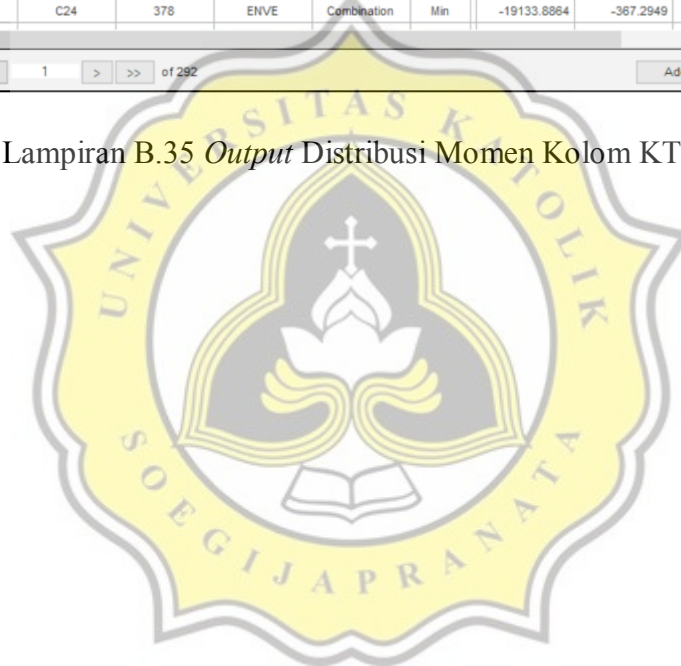 C24 378 ENVE Combination Min -19133.8864 -367.2949
1 > >> of 292
Lampiran B.35 Output Distribusi Momen Kolom KT
UNIVERSITAS KATOLIK
SOEGIJAPRANATA